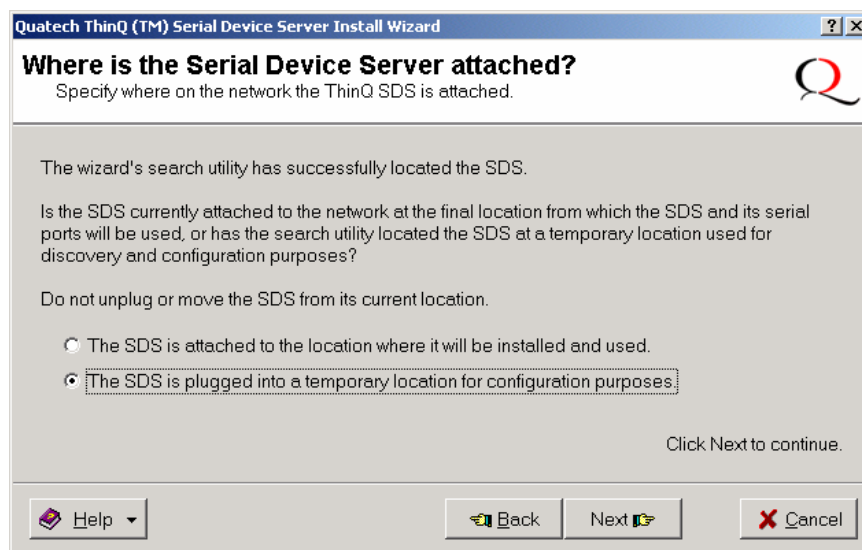 Quatech ThinQ (TM) Serial Device Server Install Wizard
Where is the Serial Device Server attached?
Specify where on the network the ThinQ SDS is attached.
The wizard's search utility has successfully located the SDS.
Is the SDS currently attached to the network at the final location from which the SDS and its serial
ports will be used, or has the search utility located the SDS at a temporary location used for
discovery and configuration purposes?
Do not unplug or move the SDS from its current location.
The SDS is attached to the location where it will be installed and used.
The SDS is plugged into a temporary location for configuration purposes.
Click Next to continue.
Help
Back
Next
Cancel